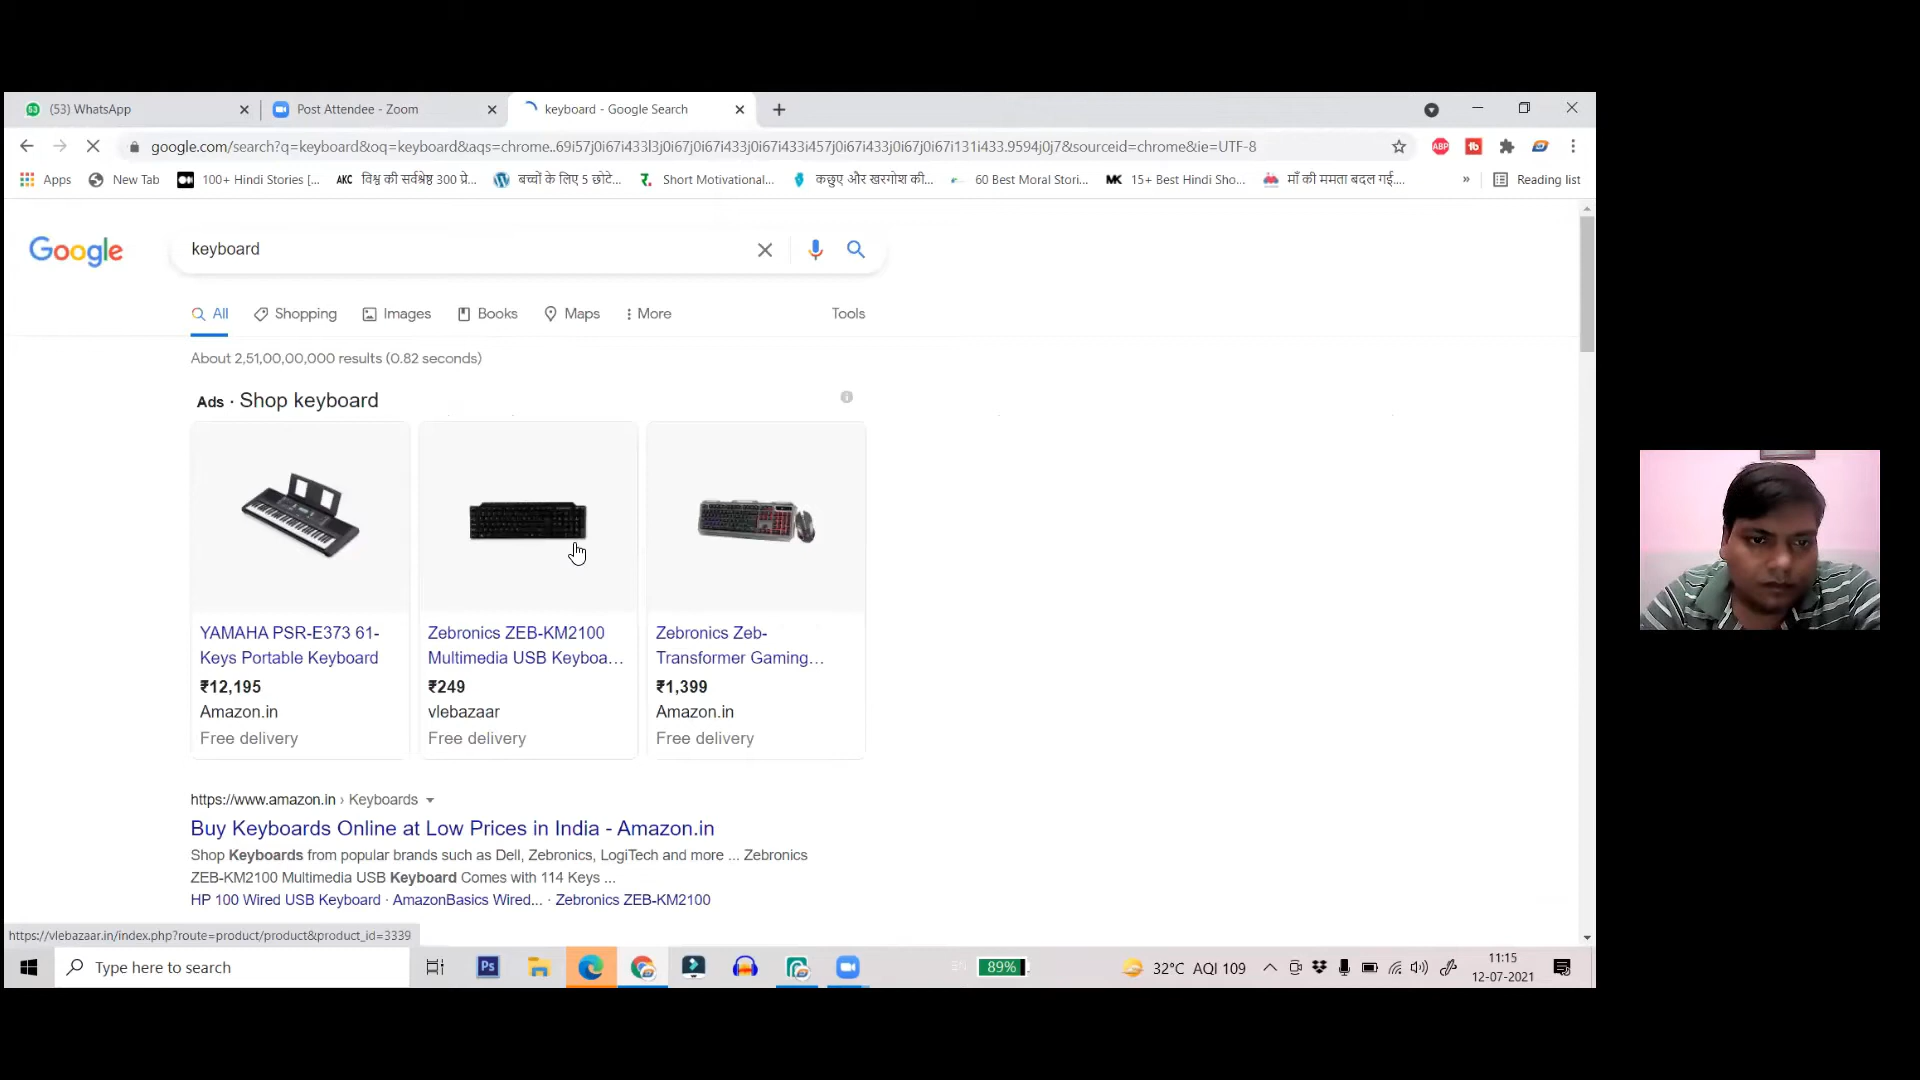 (53) WhatsApp
Post Attendee - Zoom
keyboard - Google Search
google.com/search?q=keyboard&oq=keyboard&aqs=chrome..69i57j0i67i433l3j0i67j0i67i433j0i67i433i457j0i67i433j0i67j0i67i131i433.9594j0j7&sourceid=chrome&ie=UTF-8
ABP
Apps
New Tab
100+ Hindi Stories [...
AKC विश्व की सर्वश्रेष्ठ 300 प्रे...
बच्चों के लिए 5 छोटे...
Short Motivational...
कछुए और खरगोश की...
60 Best Moral Stori...
MK 15+ Best Hindi Sho...
माँ की ममता बदल गई....
»
Reading list
Google
keyboard
All
Shopping
Images
Books
Maps
More
Tools
About 2,51,00,00,000 results (0.82 seconds)
Ads · Shop keyboard
YAMAHA PSR-E373 61-
Keys Portable Keyboard
₹12,195
Amazon.in
Free delivery
Zebronics ZEB-KM2100
Multimedia USB Keyboa...
₹249
vlebazaar
Free delivery
Zebronics Zeb-
Transformer Gaming...
₹1,399
Amazon.in
Free delivery
https://www.amazon.in › Keyboards
Buy Keyboards Online at Low Prices in India - Amazon.in
Shop Keyboards from popular brands such as Dell, Zebronics, LogiTech and more ... Zebronics
ZEB-KM2100 Multimedia USB Keyboard Comes with 114 Keys ...
HP 100 Wired USB Keyboard · AmazonBasics Wired... · Zebronics ZEB-KM2100
https://vlebazaar.in/index.php?route=product/product&product_id=3339
Type here to search
Ps
89%
32°C AQI 109
11:15
12-07-2021